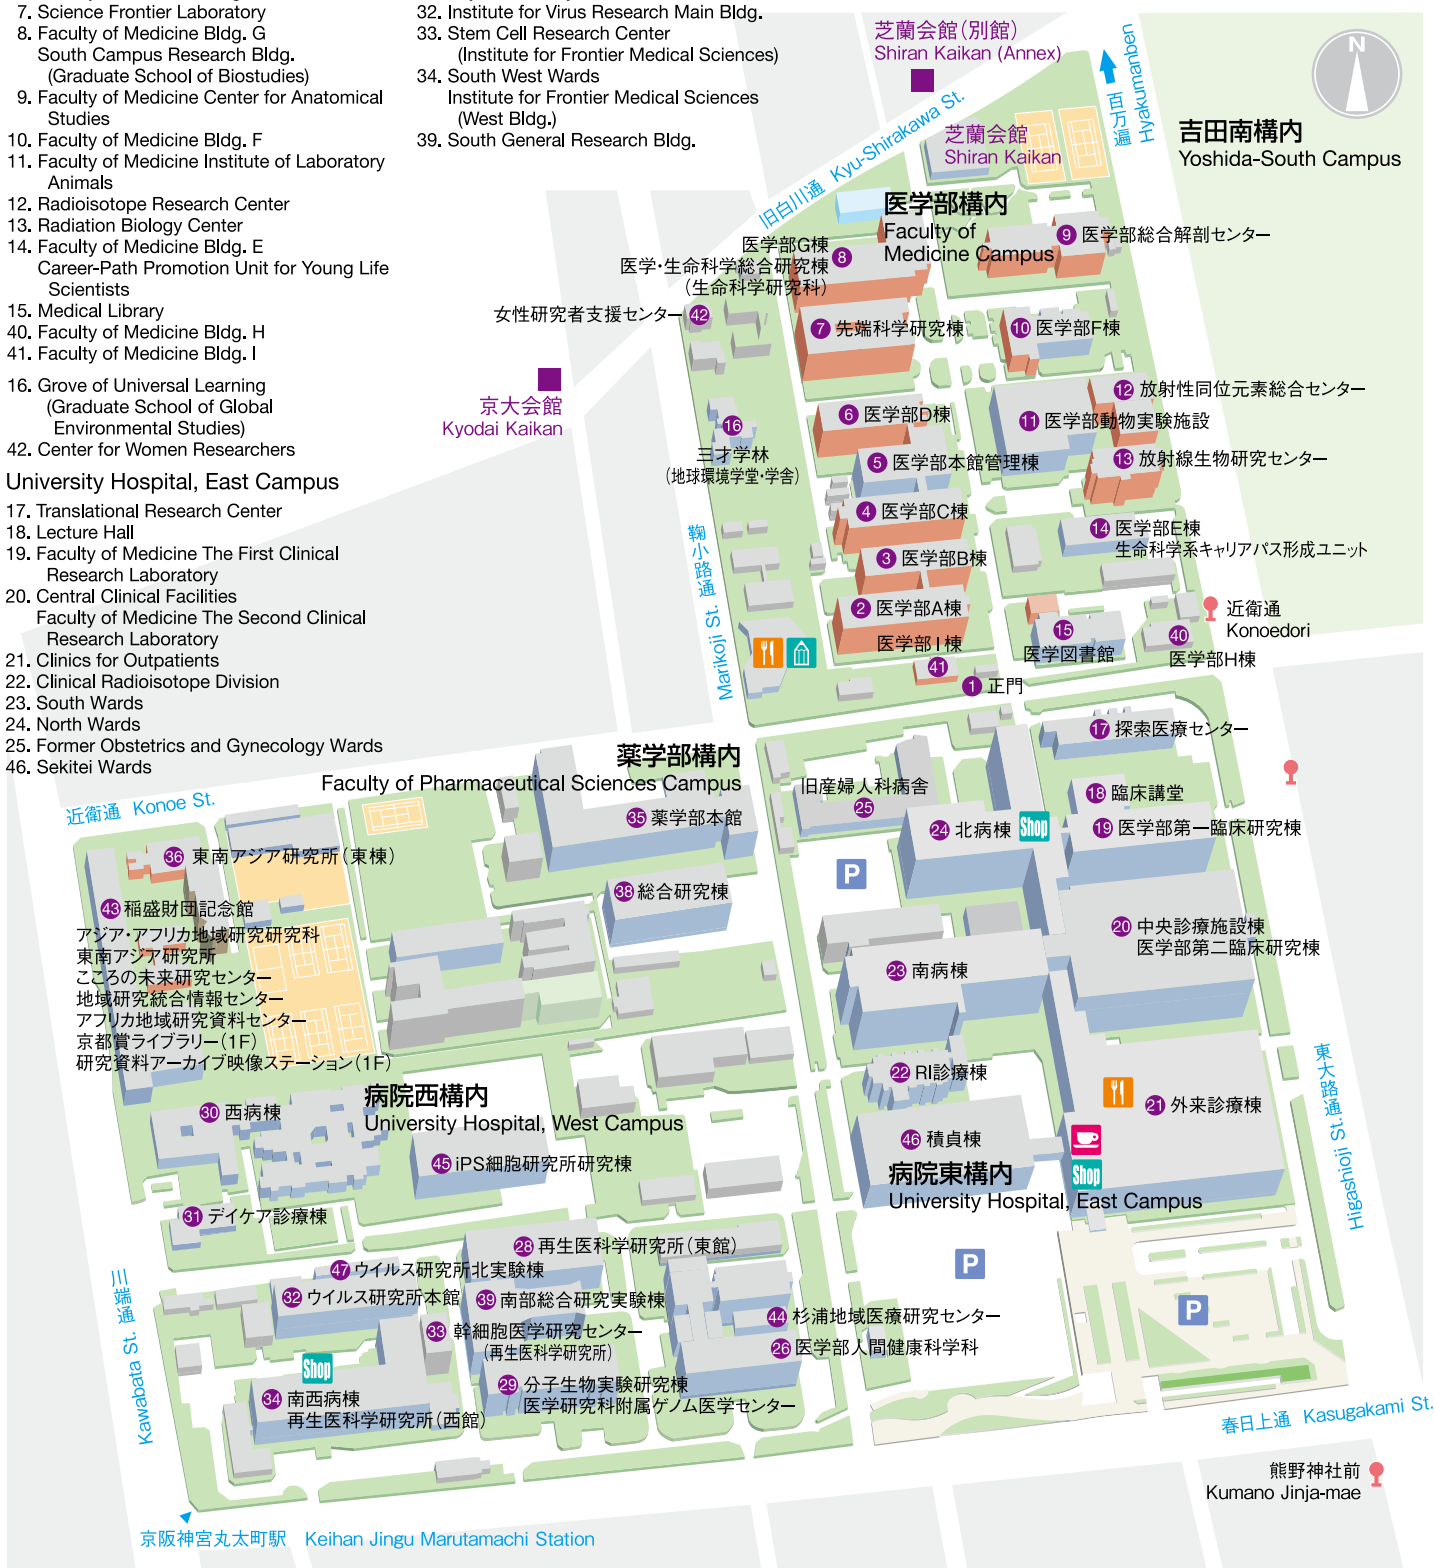 7. Science Frontier Laboratory
8. Faculty of Medicine Bldg. G
South Campus Research Bldg.
(Graduate School of Biostudies)
9. Faculty of Medicine Center for Anatomical
Studies
10. Faculty of Medicine Bldg. F
11. Faculty of Medicine Institute of Laboratory
Animals
12. Radioisotope Research Center
13. Radiation Biology Center
14. Faculty of Medicine Bldg. E
Career-Path Promotion Unit for Young Life
Scientists
15. Medical Library
40. Faculty of Medicine Bldg. H
41. Faculty of Medicine Bldg. I
16. Grove of Universal Learning
(Graduate School of Global
Environmental Studies)
42. Center for Women Researchers
University Hospital, East Campus
17. Translational Research Center
18. Lecture Hall
19. Faculty of Medicine The First Clinical
Research Laboratory
20. Central Clinical Facilities
Faculty of Medicine The Second Clinical
Research Laboratory
21. Clinics for Outpatients
22. Clinical Radioisotope Division
23. South Wards
24. North Wards
25. Former Obstetrics and Gynecology Wards
46. Sekitei Wards
32. Institute for Virus Research Main Bldg.
33. Stem Cell Research Center
(Institute for Frontier Medical Sciences)
34. South West Wards
Institute for Frontier Medical Sciences
(West Bldg.)
39. South General Research Bldg.
芝蘭会館(別館)
Shiran Kaikan (Annex)
芝蘭会館
Shiran Kaikan
百万遍
Hyakumanben
N
吉田南構内
Yoshida-South Campus
旧白川通 Kyu-Shirakawa St.
医学部構内
Faculty of
Medicine Campus
9 医学部総合解剖センター
医学部G棟
8
医学・生命科学総合研究棟
(生命科学研究科)
女性研究者支援センター 42
7 先端科学研究棟
10 医学部F棟
京大会館
Kyodai Kaikan
12 放射性同位元素総合センター
6 医学部D棟
11 医学部動物実験施設
16
三才学林
(地球環境学堂・学舎)
5 医学部本館管理棟
13 放射線生物研究センター
4 医学部C棟
14 医学部E棟
生命科学系キャリアパス形成ユニット
3 医学部B棟
鞠小路通 Marikoji St.
2 医学部A棟
近衛通
Konoedori
15
医学図書館
40
医学部H棟
医学部I棟
41
1 正門
17 探索医療センター
薬学部構内
Faculty of Pharmaceutical Sciences Campus
旧産婦人科病舎
25
18 臨床講堂
近衛通 Konoe St.
35 薬学部本館
24 北病棟
Shop
19 医学部第一臨床研究棟
36 東南アジア研究所(東棟)
P
38 総合研究棟
43 稲盛財団記念館
アジア・アフリカ地域研究研究科
東南アジア研究所
こころの未来研究センター
地域研究統合情報センター
アフリカ地域研究資料センター
京都賞ライブラリー(1F)
研究資料アーカイブ映像ステーション(1F)
20 中央診療施設棟
医学部第二臨床研究棟
23 南病棟
22 RI診療棟
東大路通 Higashioji St.
21 外来診療棟
病院西構内
University Hospital, West Campus
30 西病棟
46 積貞棟
45 iPS細胞研究所研究棟
病院東構内
University Hospital, East Campus
Shop
31 デイケア診療棟
28 再生医科学研究所(東館)
47 ウイルス研究所北実験棟
P
32 ウイルス研究所本館
39 南部総合研究実験棟
P
44 杉浦地域医療研究センター
33 幹細胞医学研究センター
(再生医科学研究所)
26 医学部人間健康科学科
川端通 Kawabata St.
Shop
34 南西病棟
再生医科学研究所(西館)
29 分子生物実験研究棟
医学研究科附属ゲノム医学センター
春日上通 Kasugakami St.
熊野神社前
Kumano Jinja-mae
京阪神宮丸太町駅 Keihan Jingu Marutamachi Station